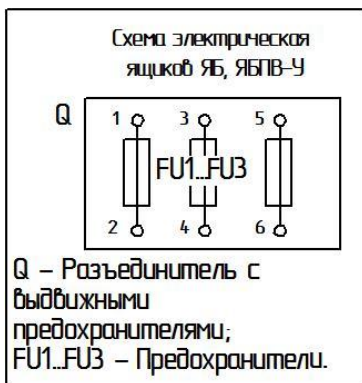 Схема электрическая
ящиков ЯБ, ЯБПВ-У
Q 1 3 5
FU1...FU3
2 4 6
Q – Разъединитель с
выдвижными
предохранителями;
FU1...FU3 – Предохранители.